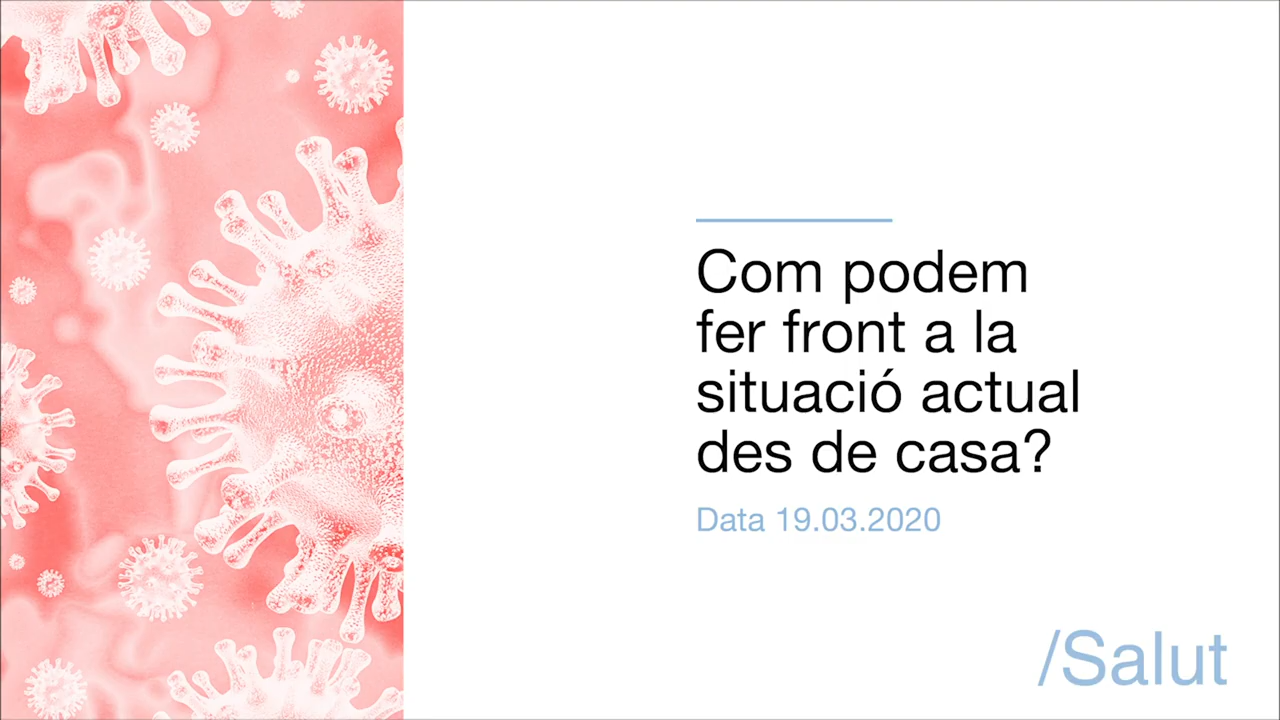 Com podem
fer front a la
situació actual
des de casa?
Data 19.03.2020
/Salut